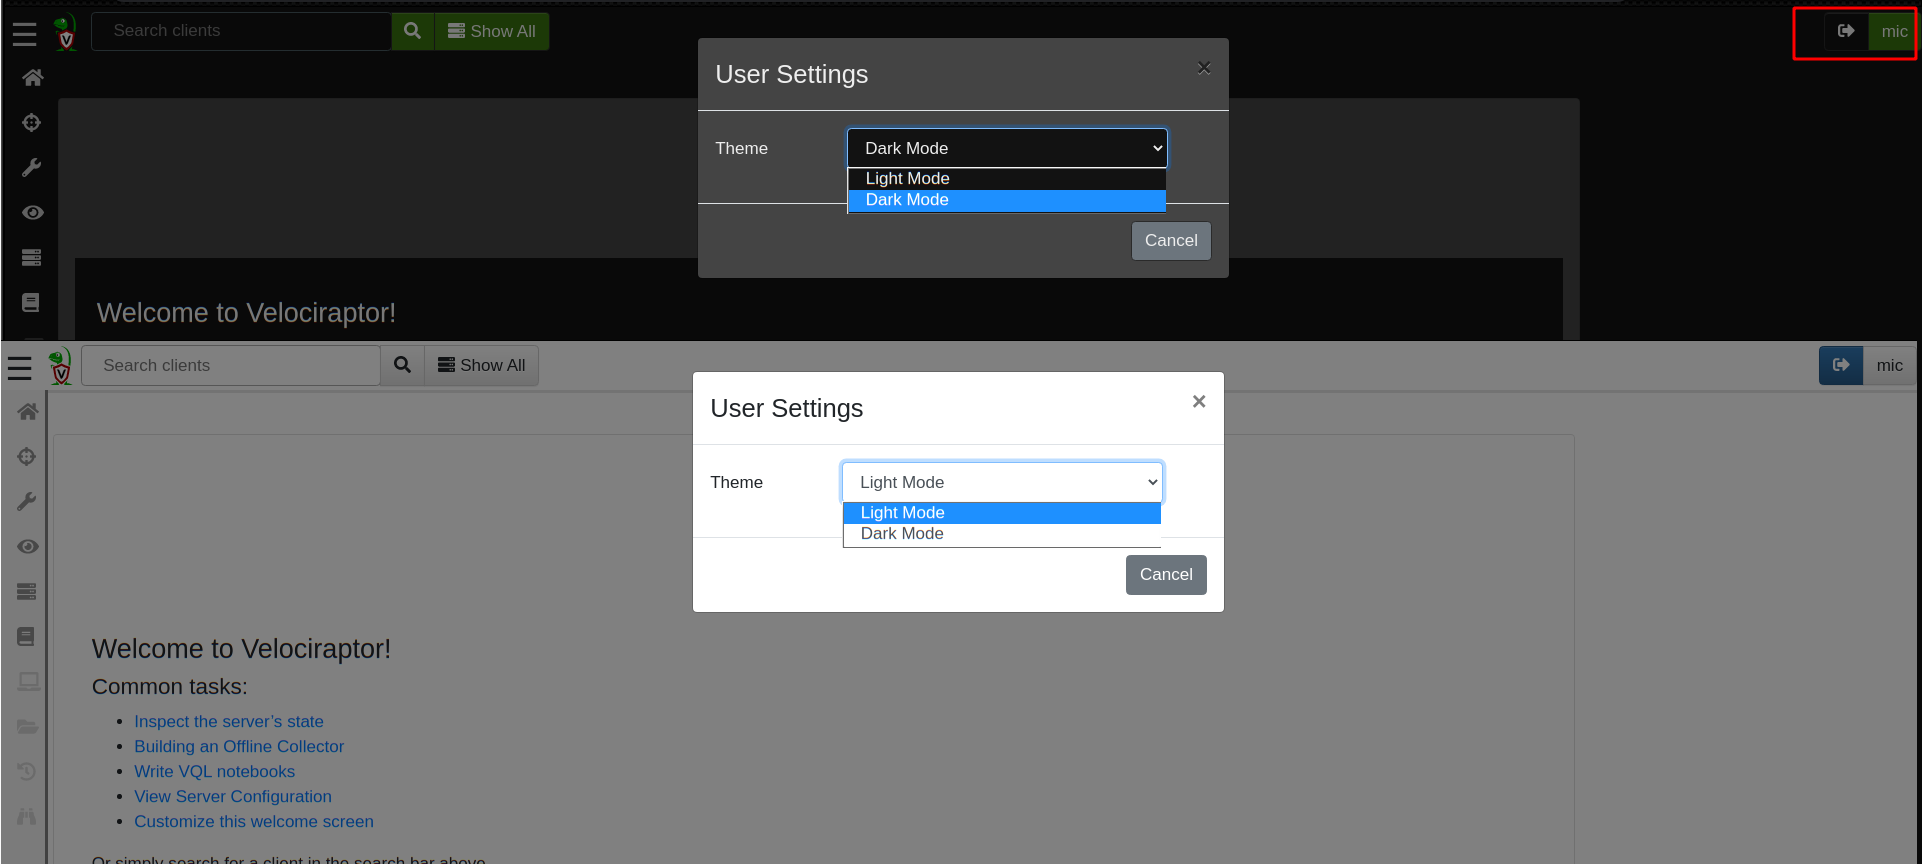 Search clients
Show All
mic
User Settings
×
Theme
Dark Mode
Light Mode
Dark Mode
Cancel
Welcome to Velociraptor!
Search clients
Show All
mic
User Settings
×
Theme
Light Mode
Light Mode
Dark Mode
Cancel
Welcome to Velociraptor!
Common tasks:
• Inspect the server’s state
• Building an Offline Collector
• Write VQL notebooks
• View Server Configuration
• Customize this welcome screen
Or simply search for a client in the search bar above